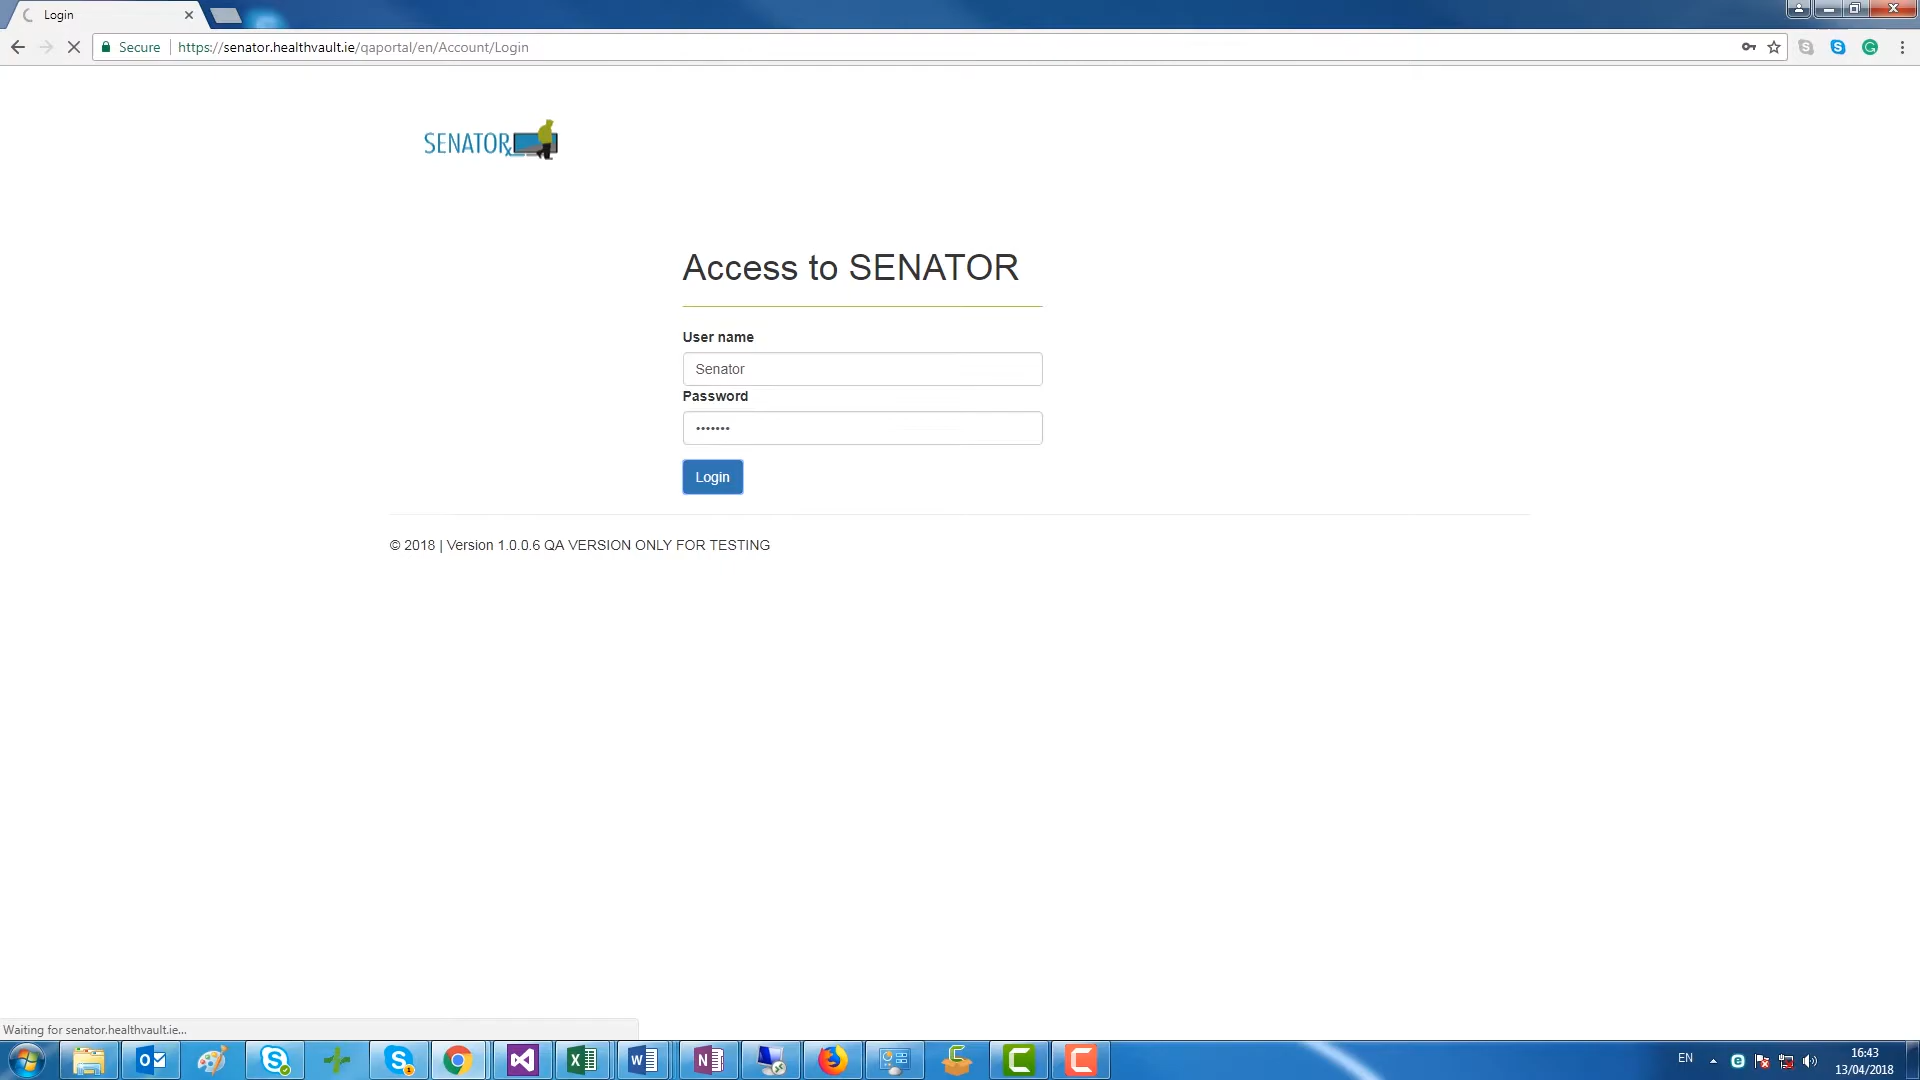 Login
Secure https://senator.healthvault.ie/qaportal/en/Account/Login
SENATOR
Access to SENATOR
User name
Senator
Password
•••••••
Login
© 2018 | Version 1.0.0.6 QA VERSION ONLY FOR TESTING
Waiting for senator.healthvault.ie...
EN
16:43
13/04/2018